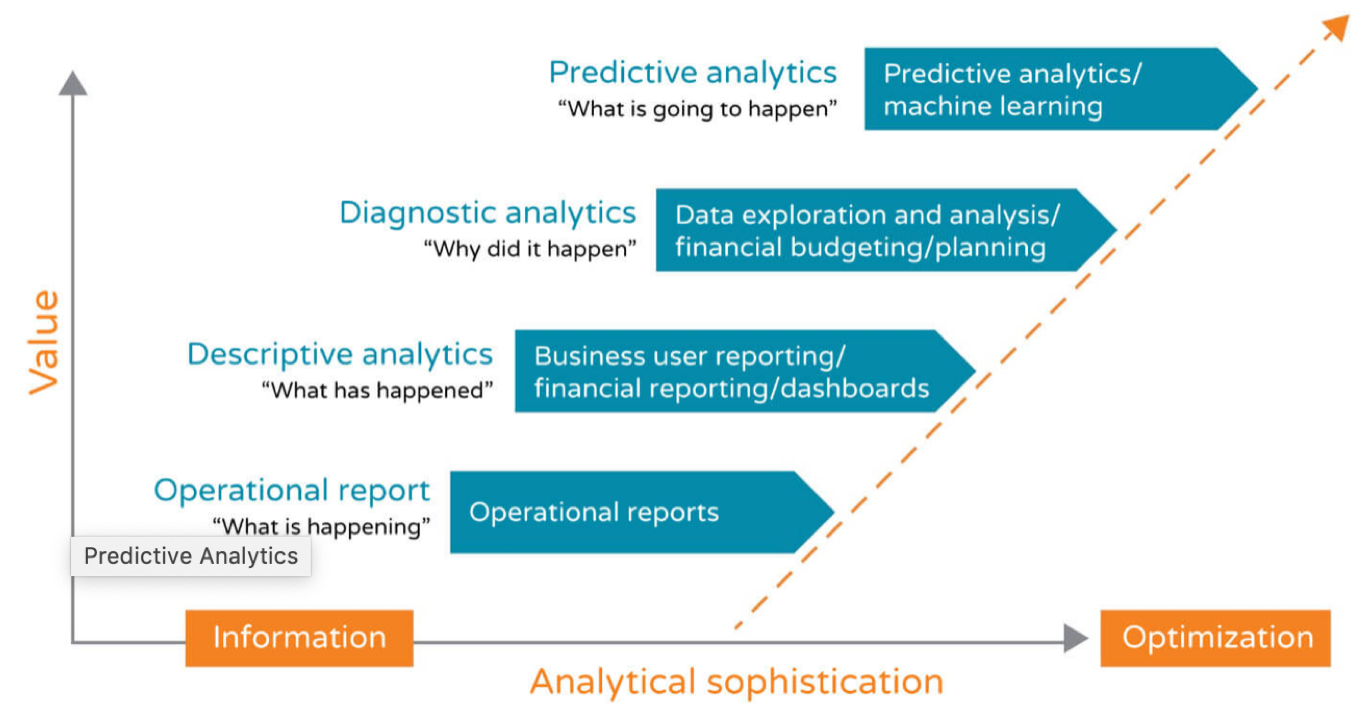 Predictive analytics
“What is going to happen”
Predictive analytics/
machine learning
Diagnostic analytics
“Why did it happen”
Data exploration and analysis/
financial budgeting/planning
Descriptive analytics
“What has happened”
Business user reporting/
financial reporting/dashboards
Operational report
“What is happening”
Operational reports
Predictive Analytics
Value
Information
Optimization
Analytical sophistication